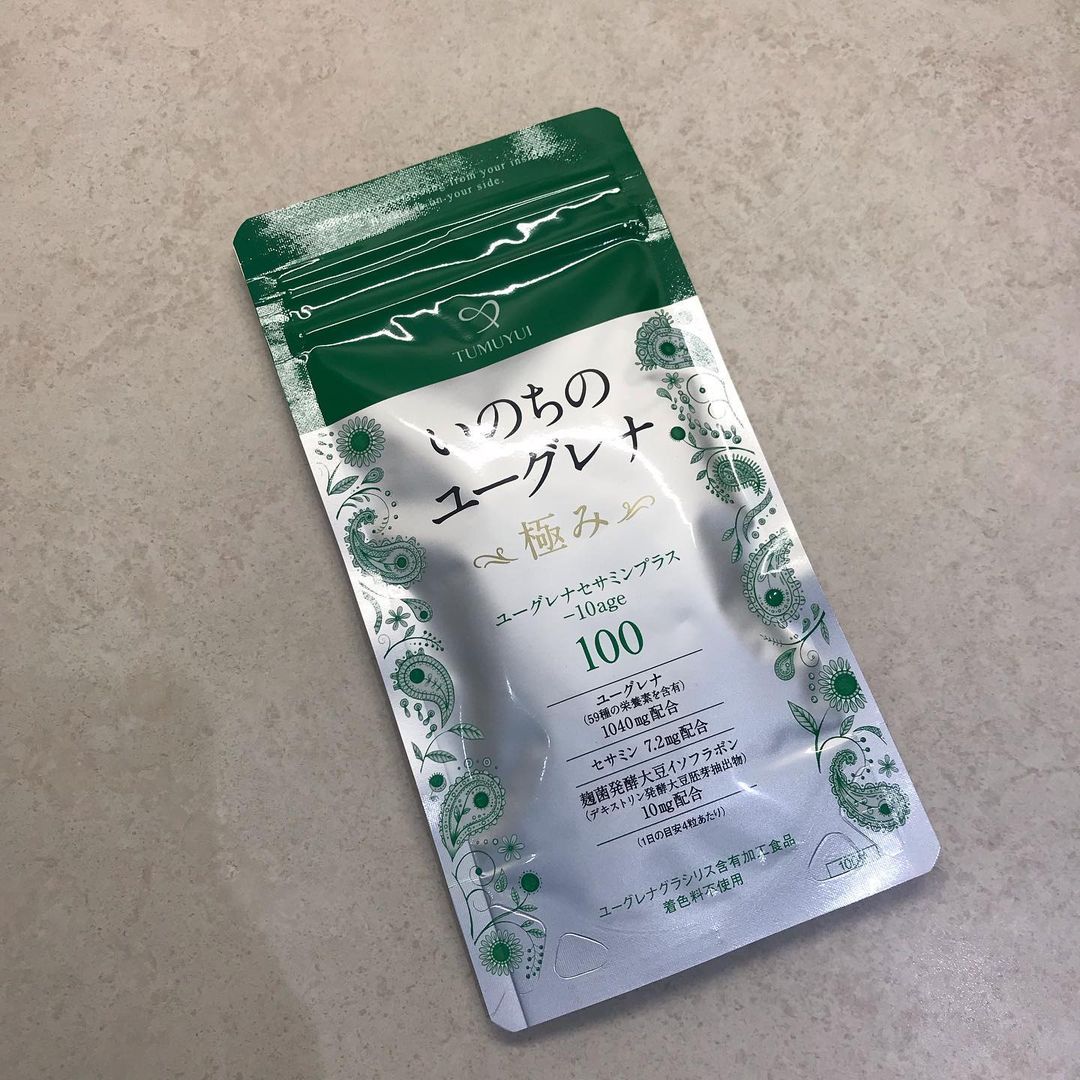 from your inside
on your side.
TUMUYUI
いのちの
ユーグレナ
極み
ユーグレナセサミンプラス
−10age
100
ユーグレナ
(59種の栄養素を含有)
1040mg配合
セサミン 7.2mg配合
麹菌発酵大豆イソフラボン
(デキストリン発酵大豆胚芽抽出物)
10mg配合
(1日の目安4粒あたり)
ユーグレナグラシリス含有加工食品
着色料不使用